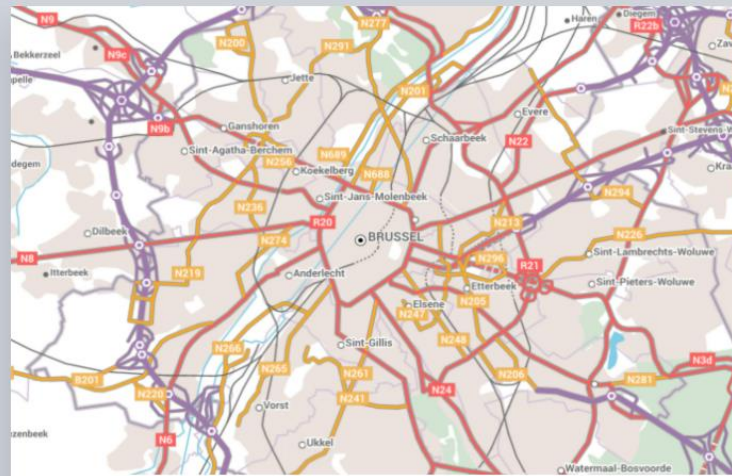 N9
N277
Haren
Diegem
R22b
N200
N291
Bekkerzeel
N9c
Jette
N201
N9b
Ganshoren
Evere
Schaarbeek
N22
Sint-Agatha-Berchem
N256
N689
Koekelberg
N688
N294
Sint-Jans-Molenbeek
N236
R20
N213
Dilbeek
BRUSSEL
N226
N8
N274
N296
Sint-Lambrechts-Woluwe
Itterbeek
N219
Anderlecht
R21
Etterbeek
Sint-Pieters-Woluwe
Elsene
N205
N247
N266
Sint-Gillis
N248
N3d
N265
N261
N206
N281
B201
N220
N24
N241
Vorst
N6
Ukkel
Watermaal-Bosvoorde